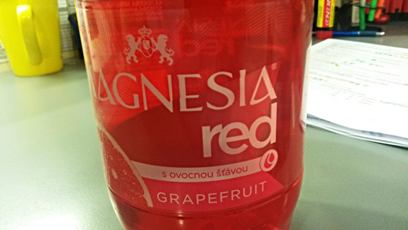 AGNESIA
red
s ovocnou šťávou
GRAPEFRUIT